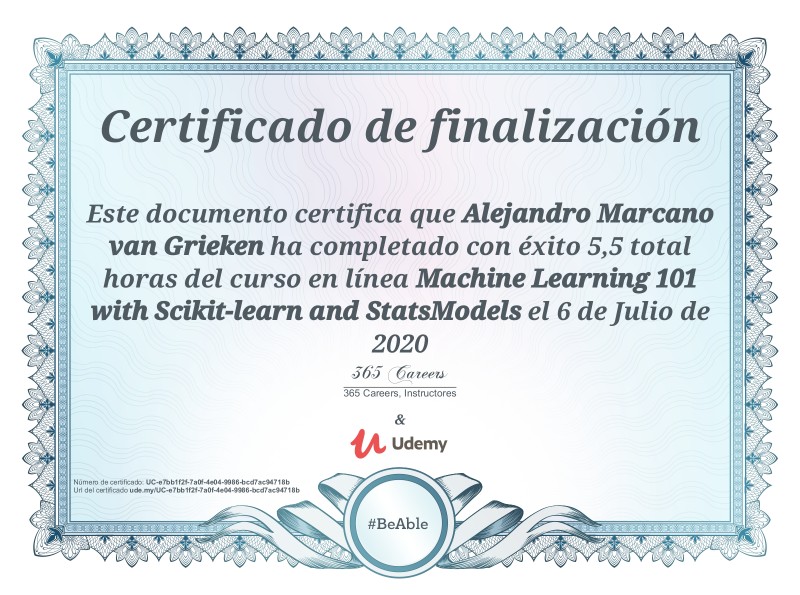 Certificado de finalización
Este documento certifica que Alejandro Marcano
van Grieken ha completado con éxito 5,5 total
horas del curso en línea Machine Learning 101
with Scikit-learn and StatsModels el 6 de Julio de
2020
365 Careers
365 Careers, Instructores
&
Udemy
Número de certificado: UC-e7bb1f2f-7a0f-4e04-9986-bcd7ac94718b
Url del certificado ude.my/UC-e7bb1f2f-7a0f-4e04-9986-bcd7ac94718b
#BeAble